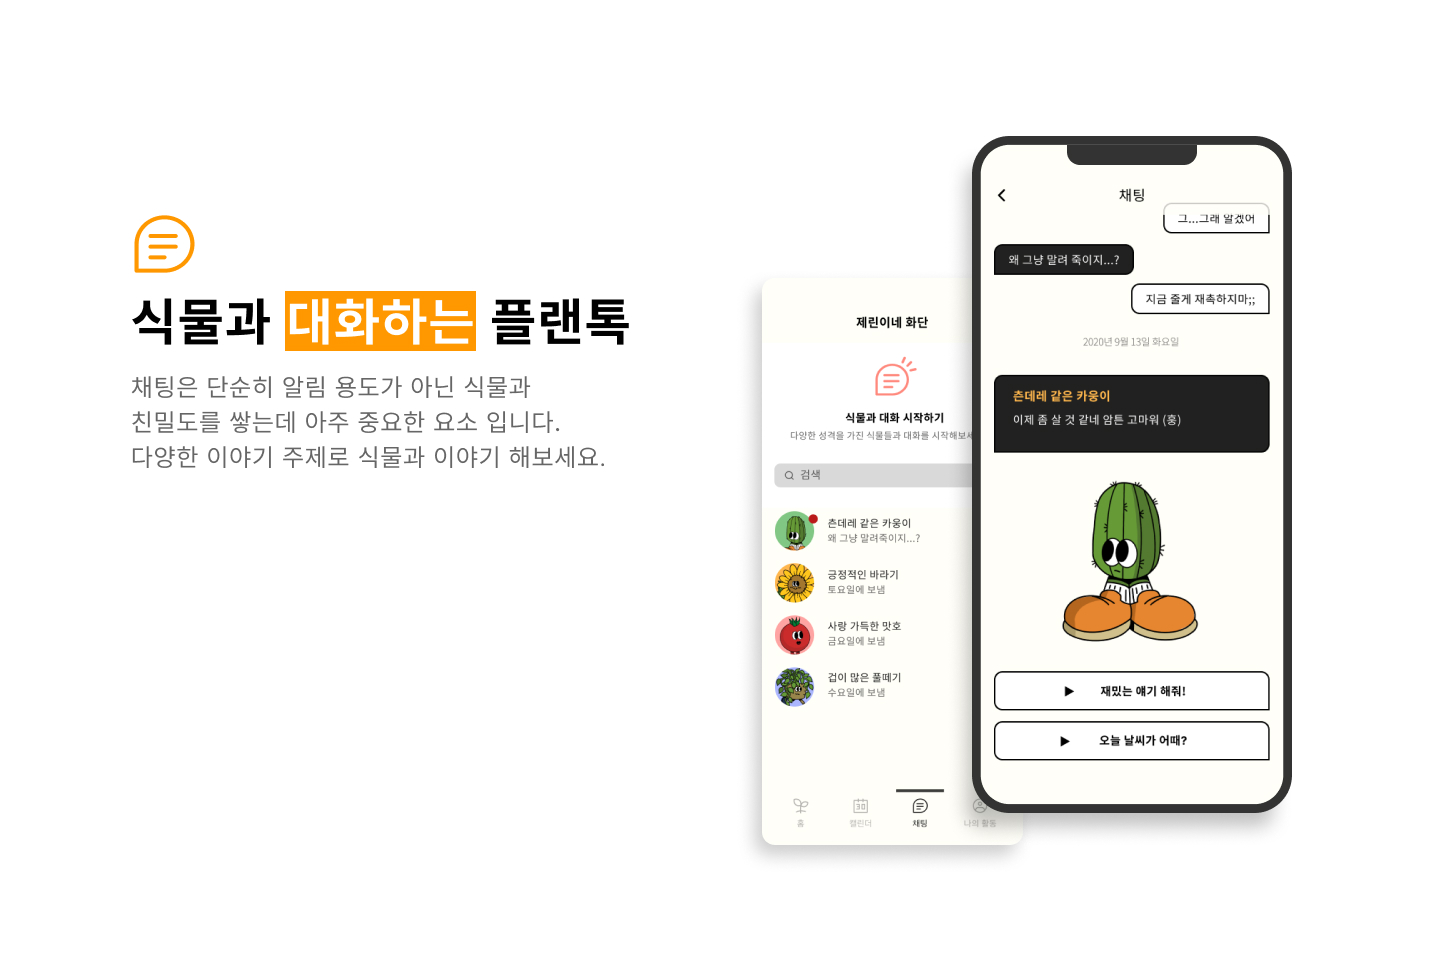 식물과 대화하는 플랜톡
채팅은 단순히 알림 용도가 아닌 식물과
친밀도를 쌓는데 아주 중요한 요소 입니다.
다양한 이야기 주제로 식물과 이야기 해보세요.
제린이네 화단
식물과 대화 시작하기
다양한 성격을 가진 식물들과 대화를 시작해보
검색
츤데레 같은 카웅이
왜 그냥 말려죽이지...?
긍정적인 바라기
토요일에 보냄
사랑 가득한 맛호
금요일에 보냄
겁이 많은 풀떼기
수요일에 보냄
홈
캘린더
채팅
나의 활동
채팅
그...그래 알겠어
왜 그냥 말려 죽이지...?
지금 줄게 재촉하지마;;
2020년 9월 13일 화요일
츤데레 같은 카웅이
이제 좀 살 것 같네 암튼 고마워 (흥)
재밌는 얘기 해줘!
오늘 날씨가 어때?